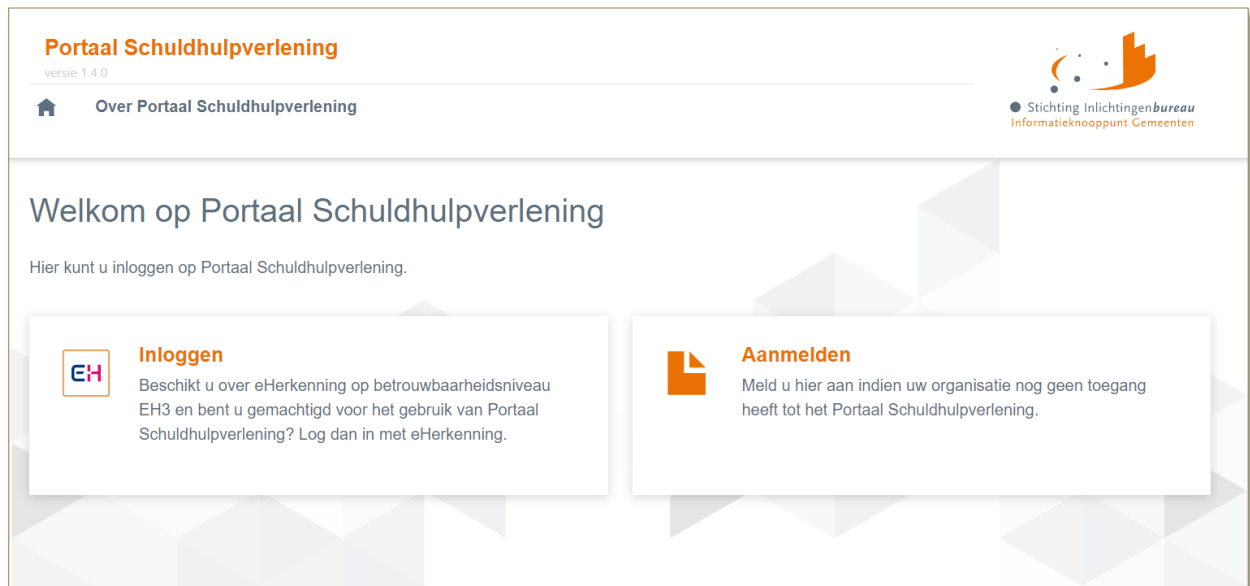 Portaal Schuldhulpverlening
versie 1.4.0
Over Portaal Schuldhulpverlening
Stichting Inlichtingenbureau
Informatieknooppunt Gemeenten
Welkom op Portaal Schuldhulpverlening
Hier kunt u inloggen op Portaal Schuldhulpverlening.
EH
Inloggen
Beschikt u over eHerkenning op betrouwbaarheidsniveau
EH3 en bent u gemachtigd voor het gebruik van Portaal
Schuldhulpverlening? Log dan in met eHerkenning.
Aanmelden
Meld u hier aan indien uw organisatie nog geen toegang
heeft tot het Portaal Schuldhulpverlening.